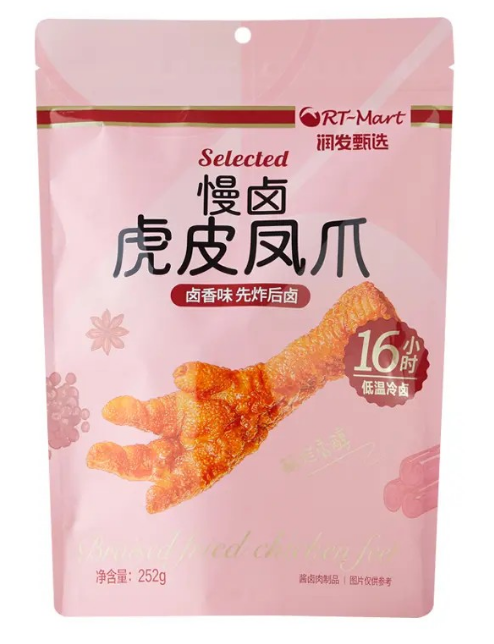 RT-Mart
润发甄选
Selected
慢卤
虎皮凤爪
卤香味 先炸后卤
16小时
低温冷卤
Braised fried chicken feet
净含量：252g
酱卤肉制品 | 图片仅供参考